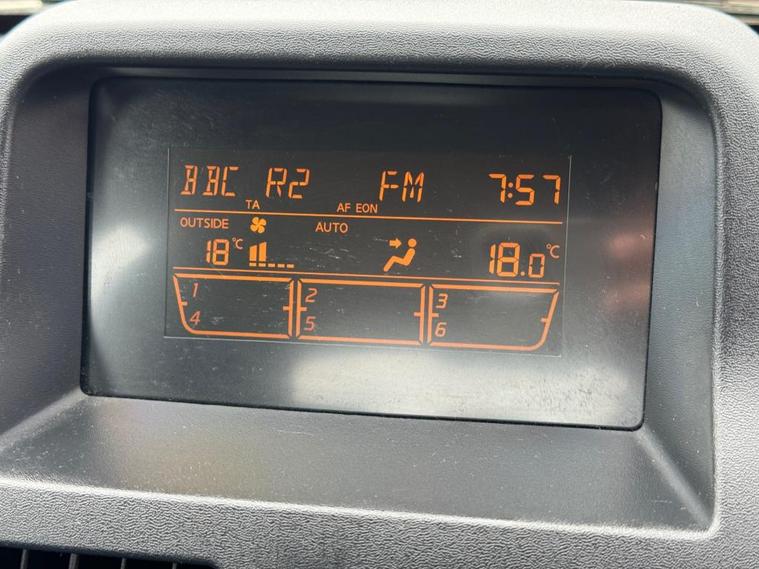 BBC R2 FM 7:57
TA AF EON
OUTSIDE AUTO
18°C 18.0°C
1 2 3
4 5 6